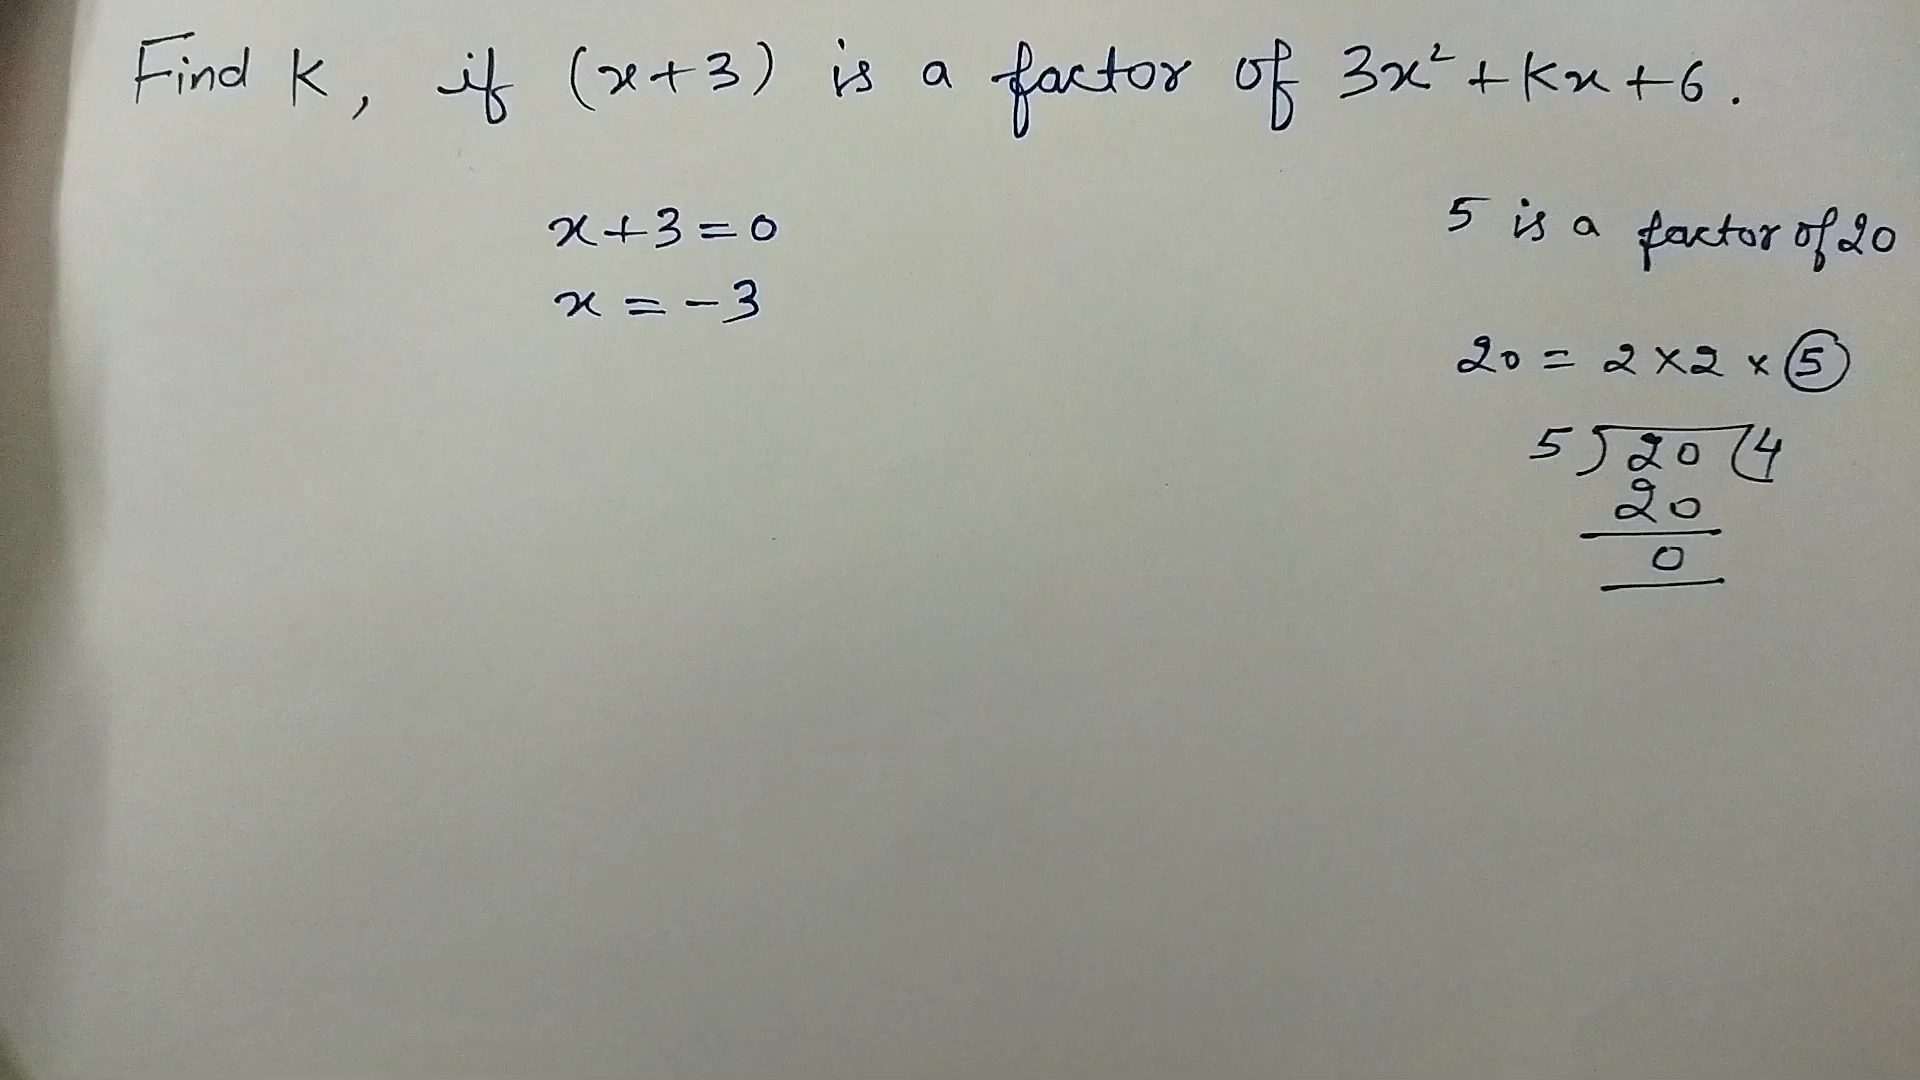 Find K, if (x+3) is a factor of 3x²+Kx+6.
x+3=0
x = -3
5 is a factor of 20
20 = 2×2×5
5)20(4
20
0